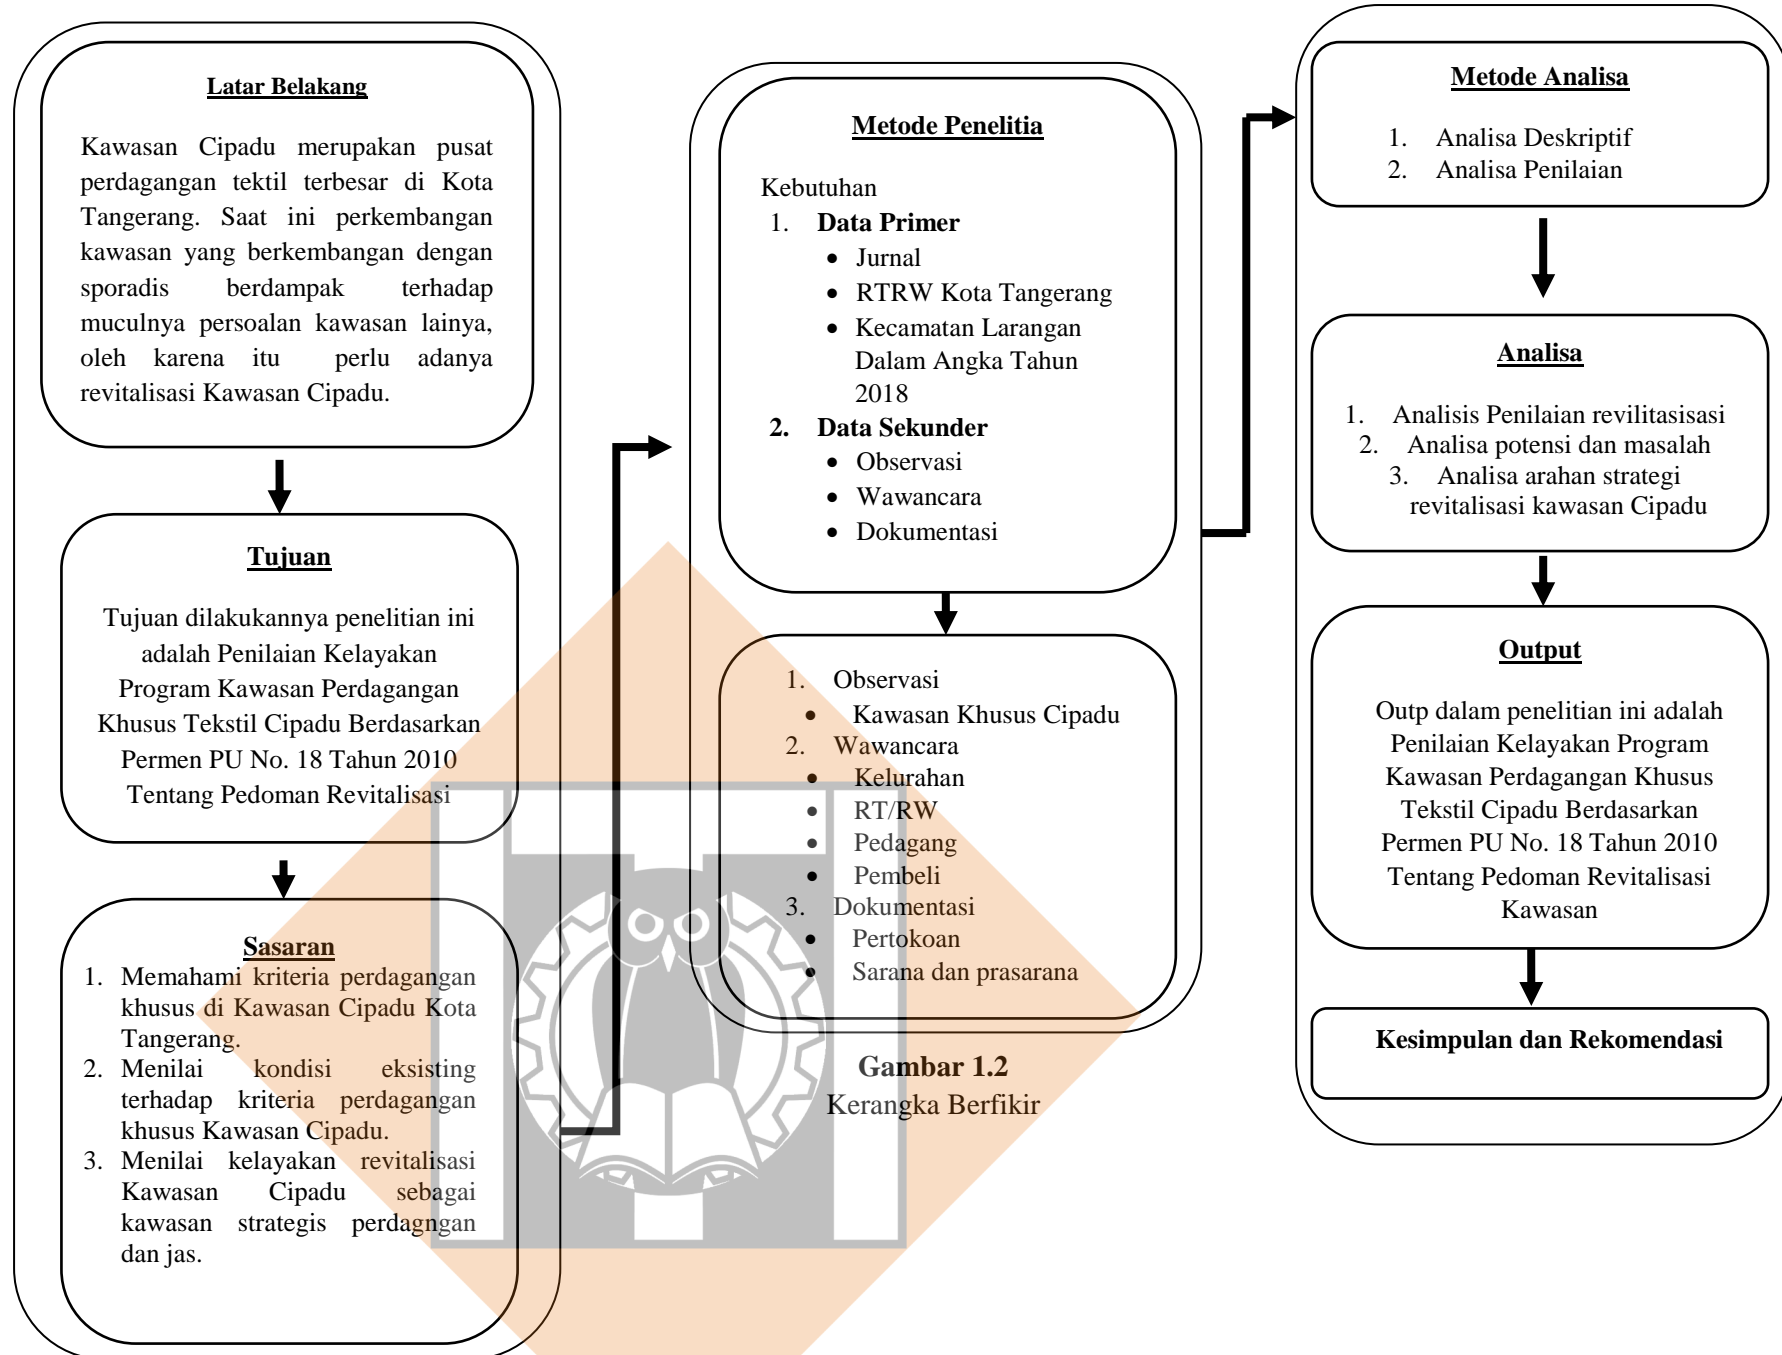 Latar Belakang
Kawasan Cipadu merupakan pusat
perdagangan tektil terbesar di Kota
Tangerang. Saat ini perkembangan
kawasan yang berkembangan dengan
sporadis berdampak terhadap
muculnya persoalan kawasan lainya,
oleh karena itu perlu adanya
revitalisasi Kawasan Cipadu.
Tujuan
Tujuan dilakukannya penelitian ini
adalah Penilaian Kelayakan
Program Kawasan Perdagangan
Khusus Tekstil Cipadu Berdasarkan
Permen PU No. 18 Tahun 2010
Tentang Pedoman Revitalisasi
Sasaran
1. Memahami kriteria perdagangan
khusus di Kawasan Cipadu Kota
Tangerang.
2. Menilai kondisi eksisting
terhadap kriteria perdagangan
khusus Kawasan Cipadu.
3. Menilai kelayakan revitalisasi
Kawasan Cipadu sebagai
kawasan strategis perdagngan
dan jas.
Metode Penelitia
Kebutuhan
1. Data Primer
• Jurnal
• RTRW Kota Tangerang
• Kecamatan Larangan
Dalam Angka Tahun
2018
2. Data Sekunder
• Observasi
• Wawancara
• Dokumentasi
1. Observasi
• Kawasan Khusus Cipadu
2. Wawancara
• Kelurahan
• RT/RW
• Pedagang
• Pembeli
3. Dokumentasi
• Pertokoan
• Sarana dan prasarana
Gambar 1.2
Kerangka Berfikir
Metode Analisa
1. Analisa Deskriptif
2. Analisa Penilaian
Analisa
1. Analisis Penilaian revilitasisasi
2. Analisa potensi dan masalah
3. Analisa arahan strategi
revitalisasi kawasan Cipadu
Output
Outp dalam penelitian ini adalah
Penilaian Kelayakan Program
Kawasan Perdagangan Khusus
Tekstil Cipadu Berdasarkan
Permen PU No. 18 Tahun 2010
Tentang Pedoman Revitalisasi
Kawasan
Kesimpulan dan Rekomendasi